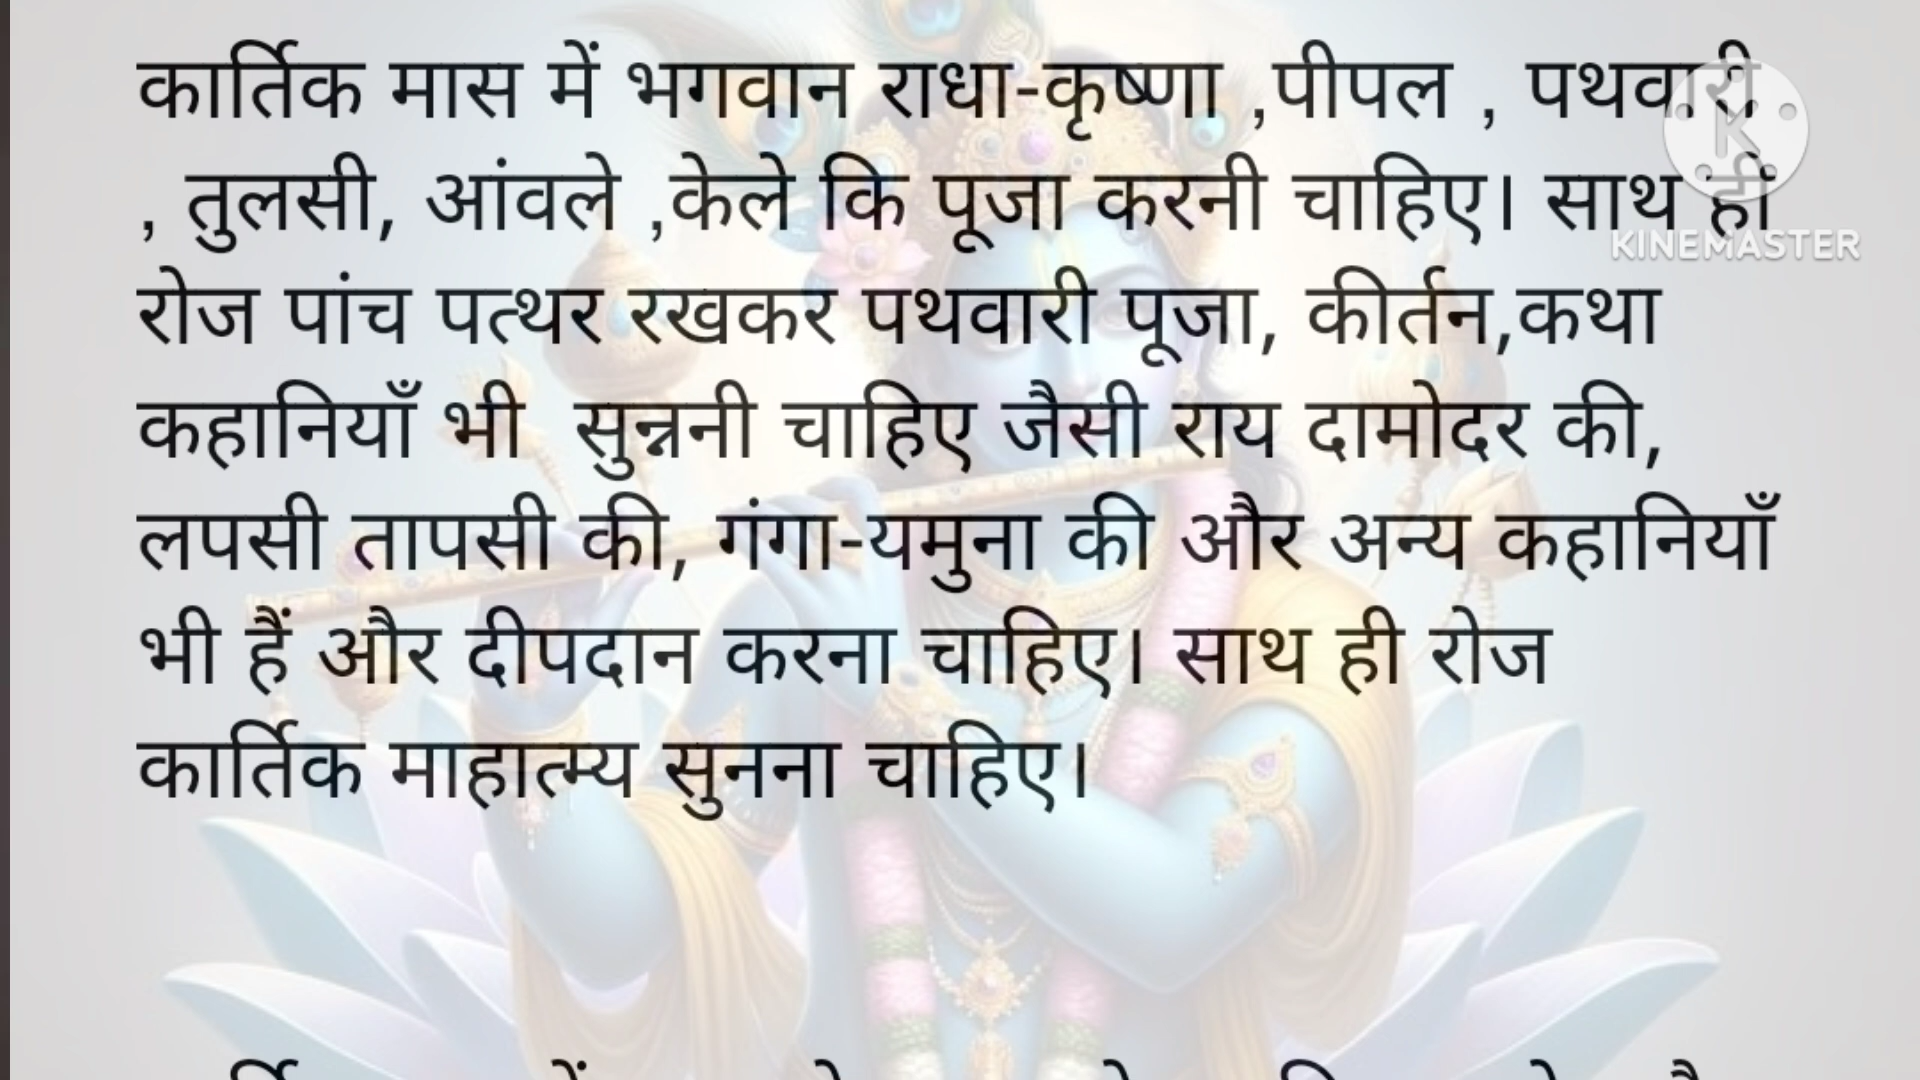 कार्तिक मास में भगवान राधा-कृष्णा ,पीपल , पथवारी
, तुलसी, आंवले ,केले कि पूजा करनी चाहिए। साथ ही
रोज पांच पत्थर रखकर पथवारी पूजा, कीर्तन,कथा
कहानियाँ भी  सुन्ननी चाहिए जैसी राय दामोदर की,
लपसी तापसी की, गंगा-यमुना की और अन्य कहानियाँ
भी हैं और दीपदान करना चाहिए। साथ ही रोज
कार्तिक माहात्म्य सुनना चाहिए।
K
KINEMASTER